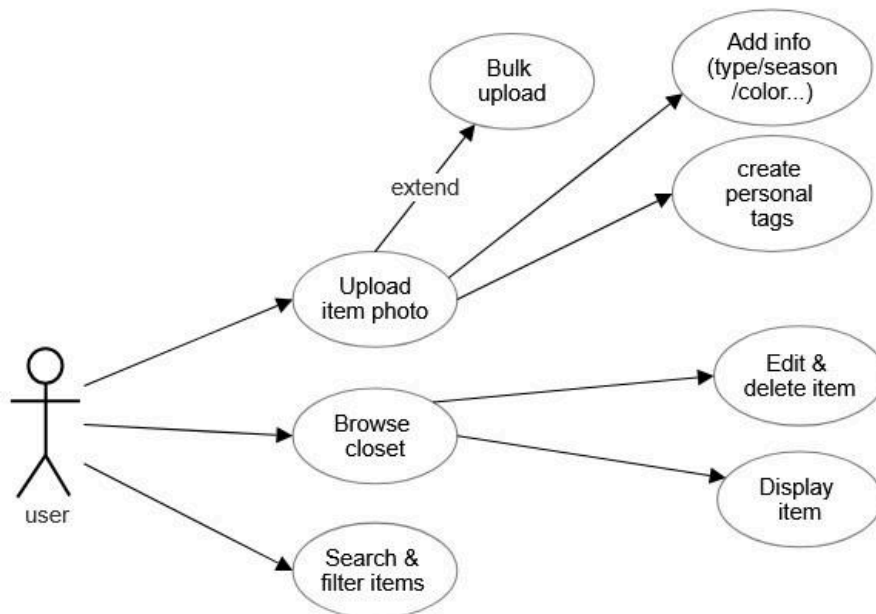 Bulk
upload
Add info
(type/season
/color...)
extend
create
personal
tags
Upload
item photo
Edit &
delete item
Browse
closet
user
Display
item
Search &
filter items